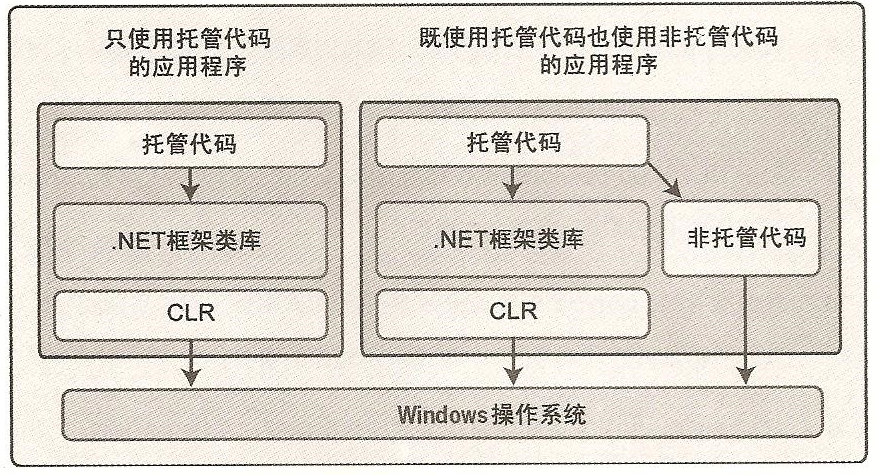 只使用托管代码
的应用程序
既使用托管代码也使用非托管代码
的应用程序
托管代码
.NET框架类库
CLR
托管代码
.NET框架类库
非托管代码
CLR
Windows操作系统